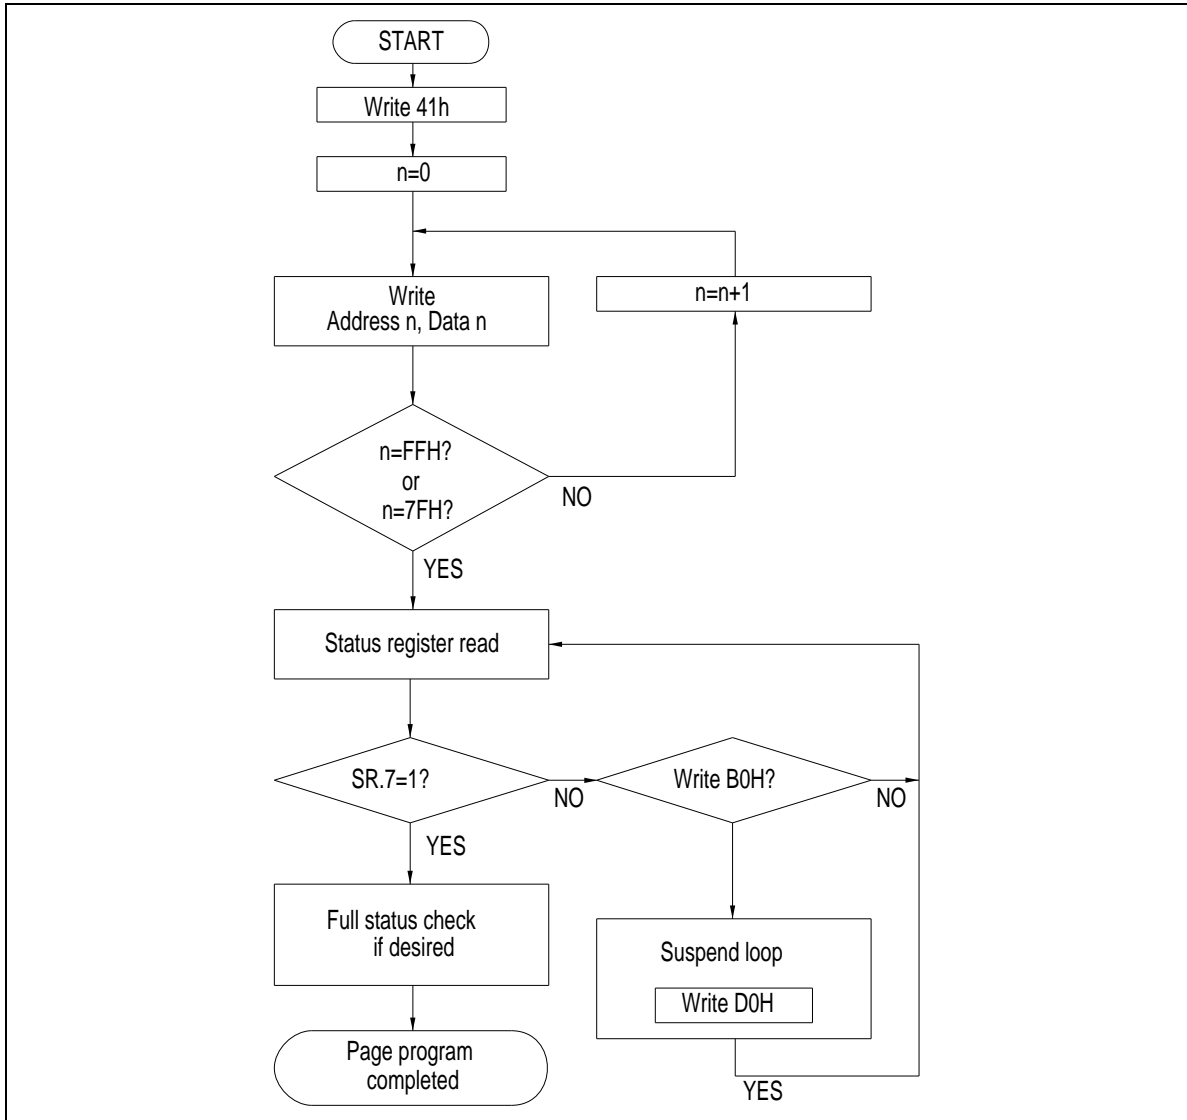 START
Write 41h
n=0
Write
Address n, Data n
n=n+1
n=FFH?
or
n=7FH?
NO
YES
Status register read
SR.7=1?
NO
Write B0H?
NO
YES
Full status check
if desired
Suspend loop
Write D0H
Page program
completed
YES